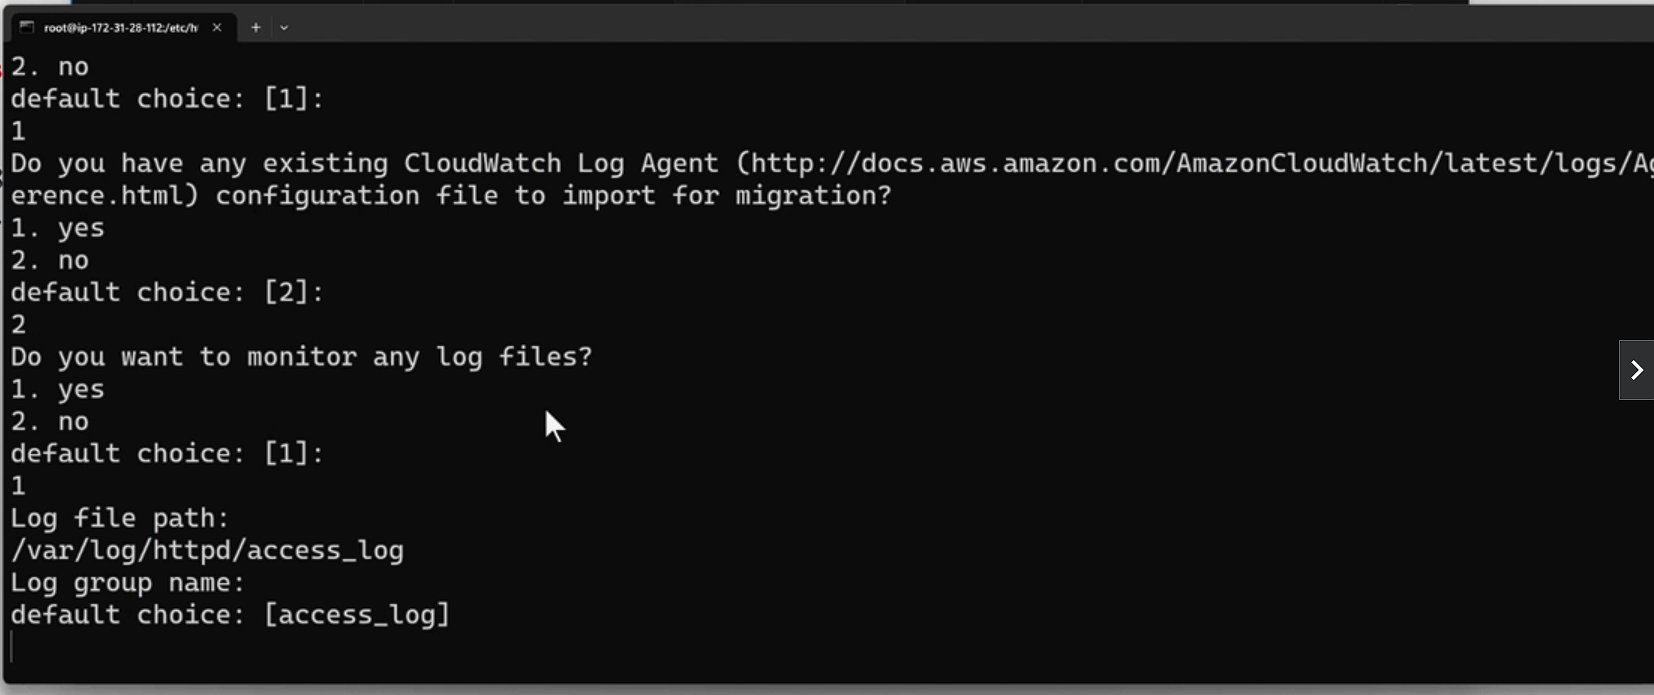 root@ip-172-31-28-112:/etc/h
2. no
default choice: [1]:
1
Do you have any existing CloudWatch Log Agent (http://docs.aws.amazon.com/AmazonCloudWatch/latest/logs/Ag
erence.html) configuration file to import for migration?
1. yes
2. no
default choice: [2]:
2
Do you want to monitor any log files?
1. yes
2. no
default choice: [1]:
1
Log file path:
/var/log/httpd/access_log
Log group name:
default choice: [access_log]